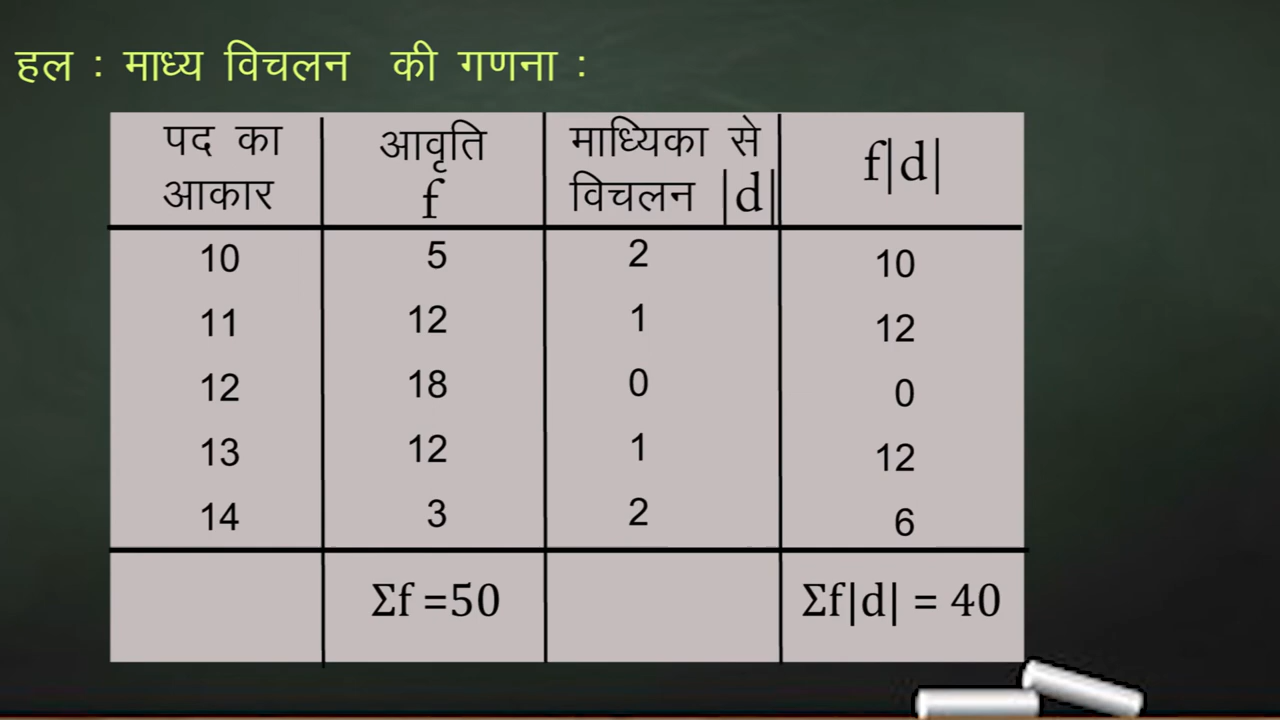 हल : माध्य विचलन की गणना :
पद का आकार | आवृति f | माध्यिका से विचलन |d| | f|d|
10 5 2 10
11 12 1 12
12 18 0 0
13 12 1 12
14 3 2 6
Σf =50 Σf|d| = 40